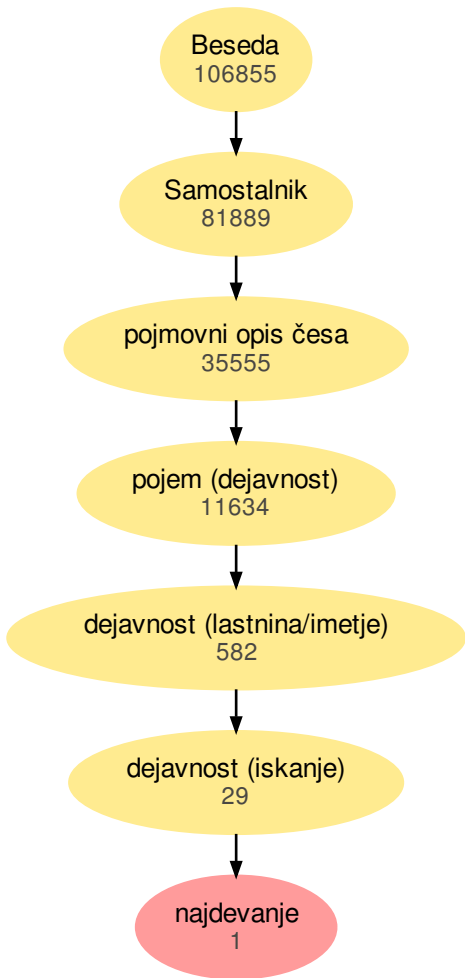 Beseda
106855
Samostalnik
81889
pojmovni opis česa
35555
pojem (dejavnost)
11634
dejavnost (lastnina/imetje)
582
dejavnost (iskanje)
29
najdevanje
1